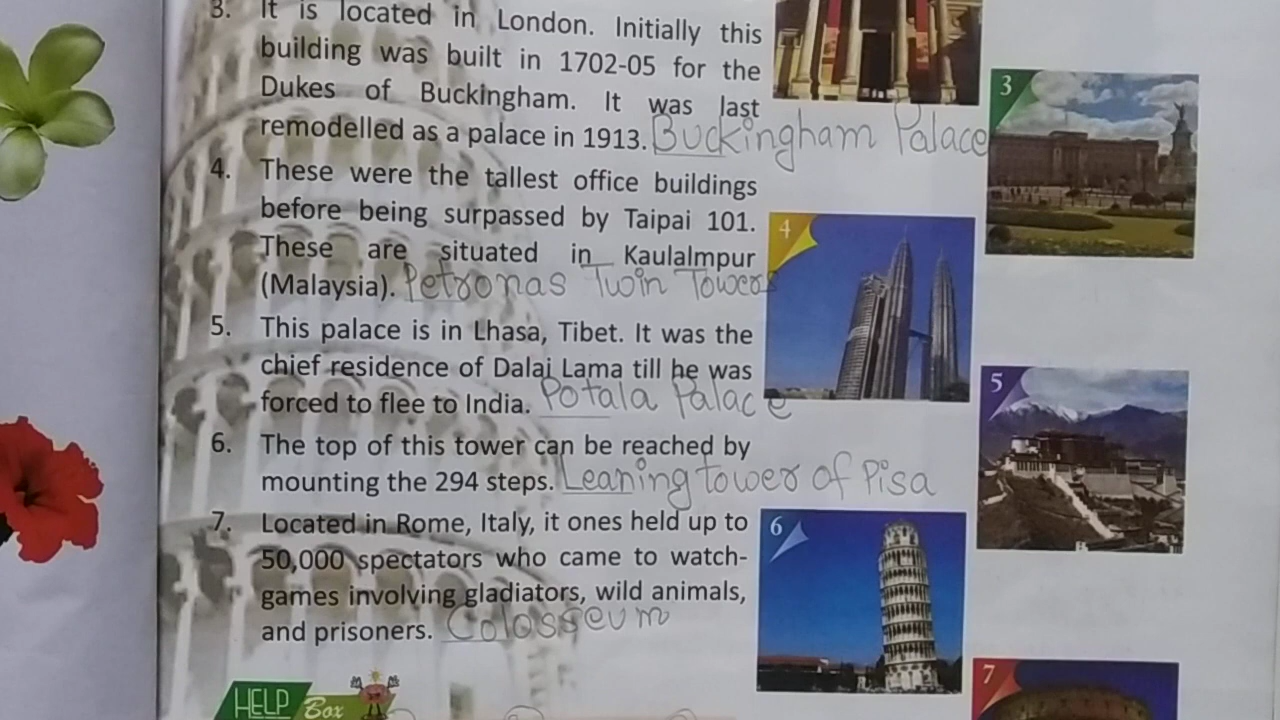 3. It is located in London. Initially this
building was built in 1702-05 for the
Dukes of Buckingham. It was last
remodelled as a palace in 1913. Buckingham Palace
3
4. These were the tallest office buildings
before being surpassed by Taipai 101.
These are situated in Kaulalmpur
(Malaysia). Petronas Twin Towers
4
5. This palace is in Lhasa, Tibet. It was the
chief residence of Dalai Lama till he was
forced to flee to India. Potala Palace
5
6. The top of this tower can be reached by
mounting the 294 steps. Leaning tower of Pisa
6
7. Located in Rome, Italy, it ones held up to
50,000 spectators who came to watch-
games involving gladiators, wild animals,
and prisoners. Colosseum
7
HELP Box